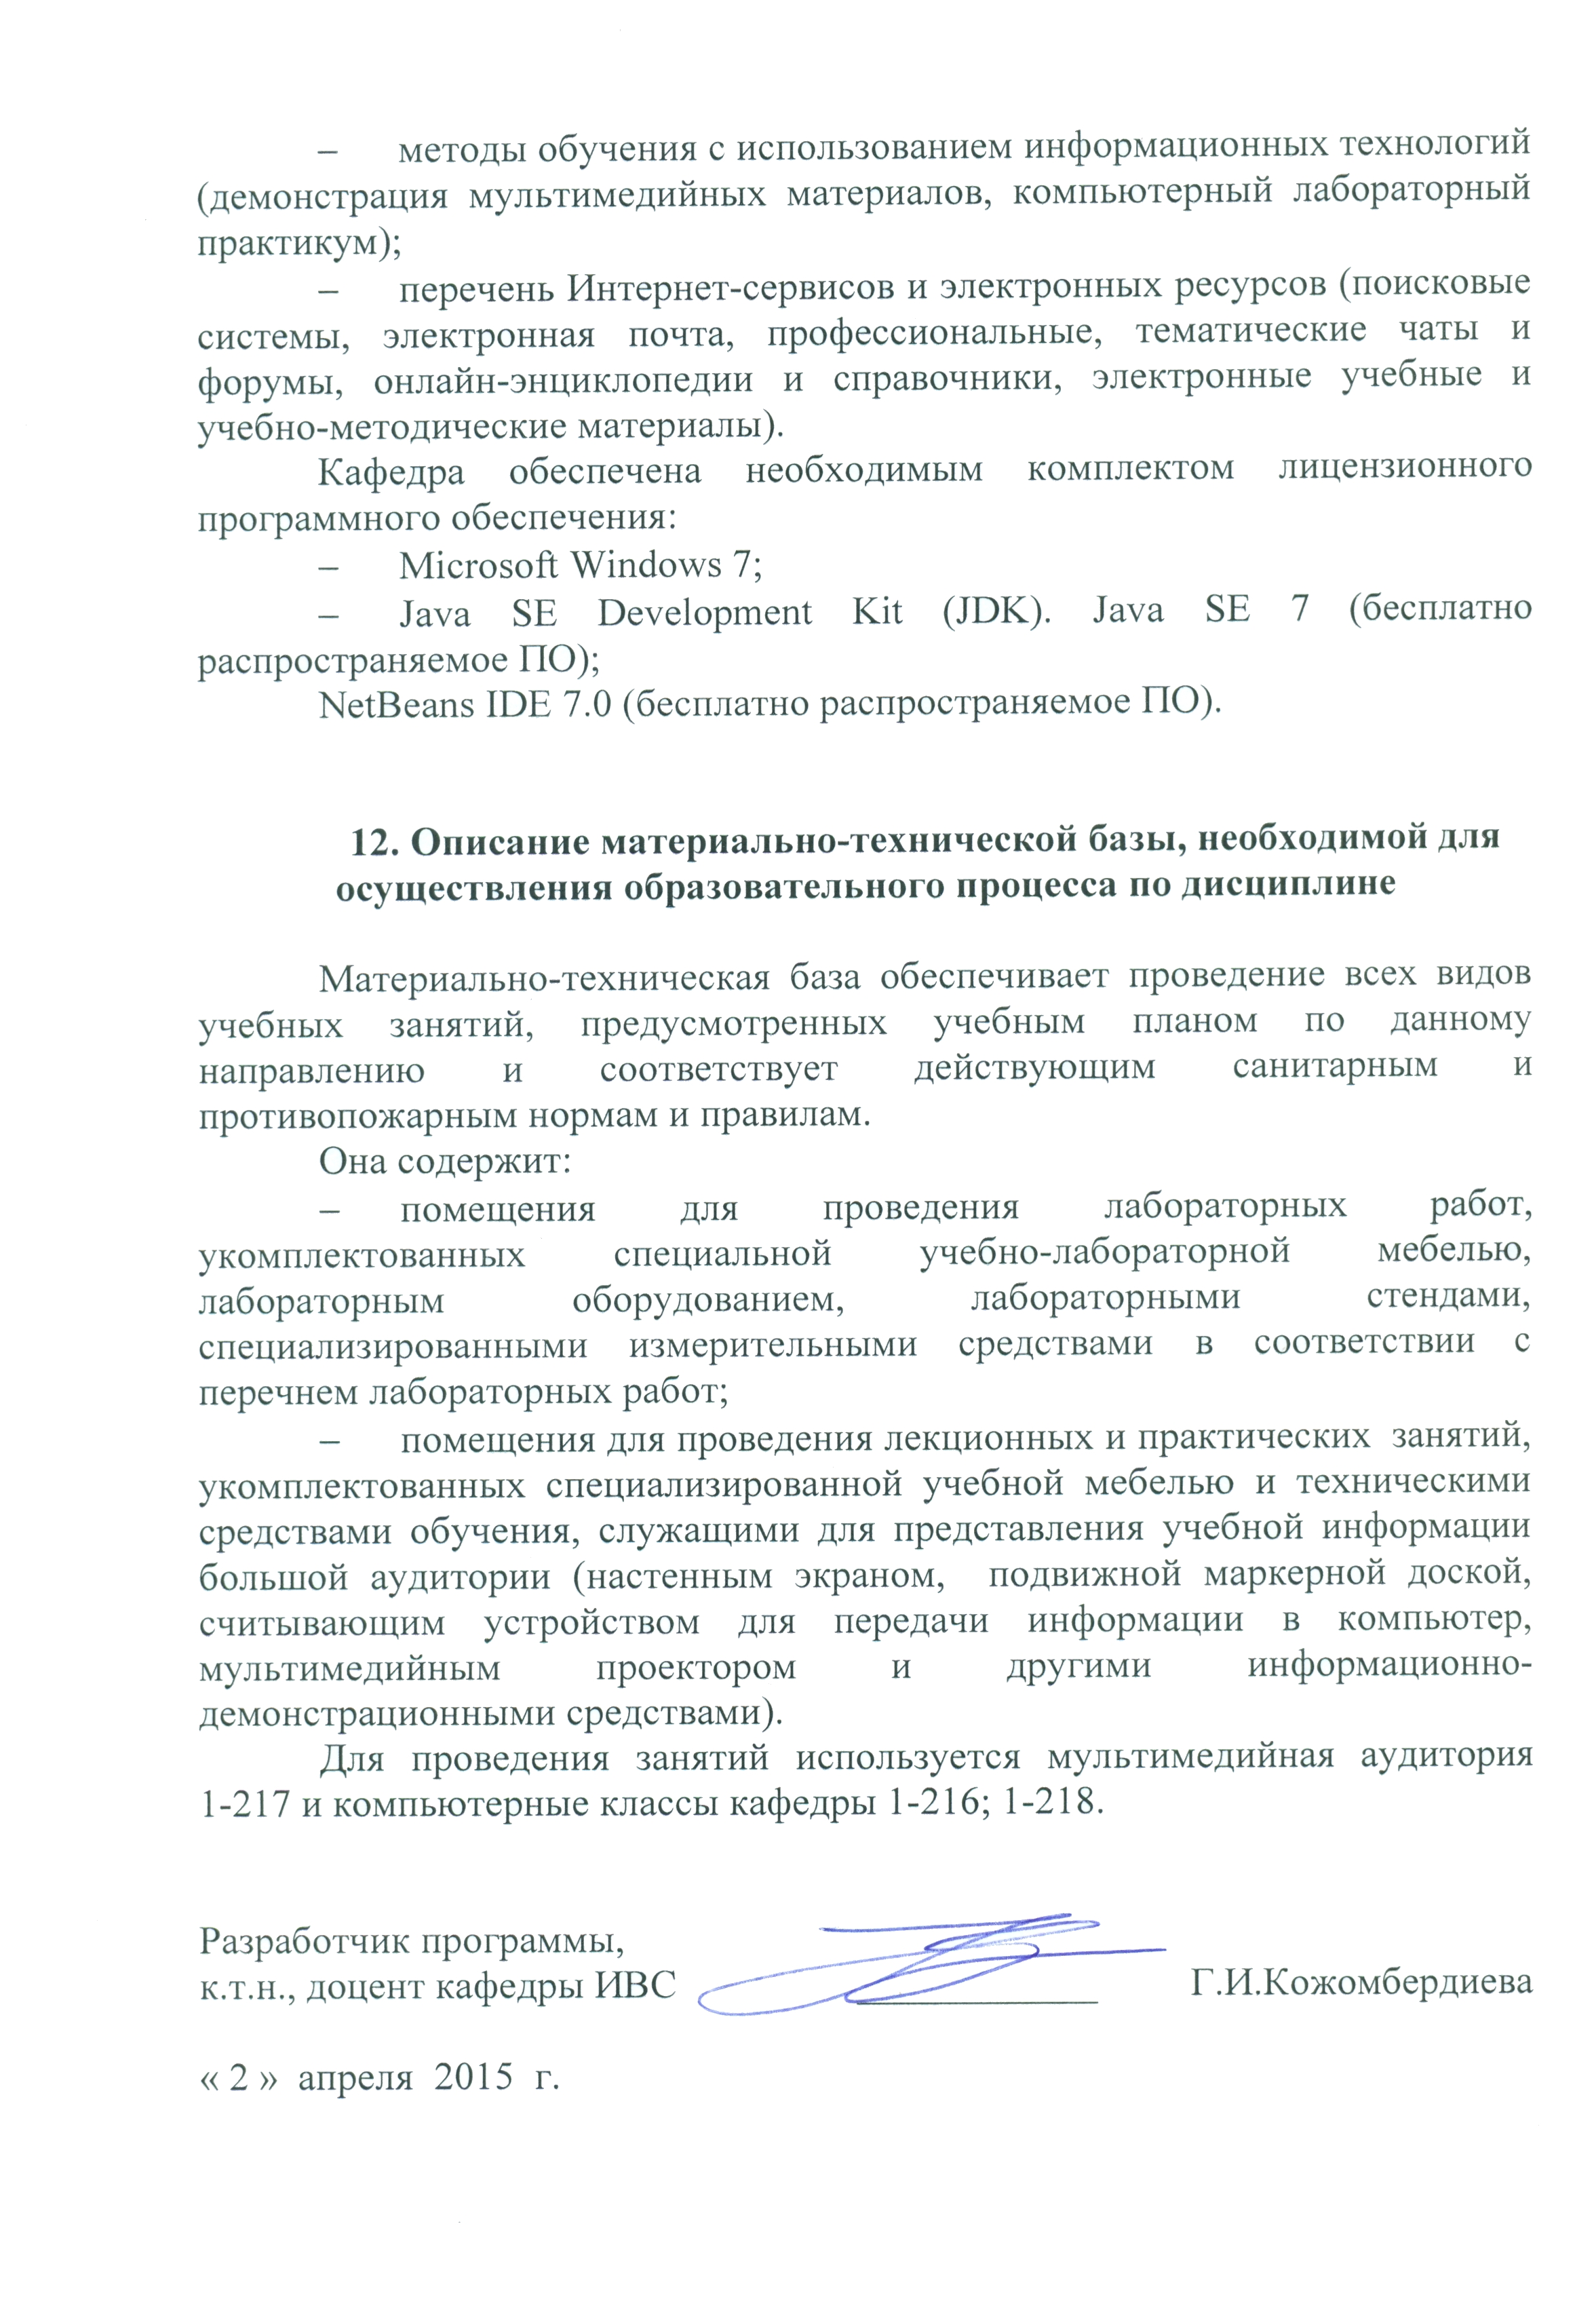 –	методы обучения с использованием информационных технологий
(демонстрация мультимедийных материалов, компьютерный лабораторный
практикум);
–	перечень Интернет-сервисов и электронных ресурсов (поисковые
системы, электронная почта, профессиональные, тематические чаты и
форумы, онлайн-энциклопедии и справочники, электронные учебные и
учебно-методические материалы).
Кафедра обеспечена необходимым комплектом лицензионного
программного обеспечения:
–	Microsoft Windows 7;
–	Java SE Development Kit (JDK). Java SE 7 (бесплатно
распространяемое ПО);
NetBeans IDE 7.0 (бесплатно распространяемое ПО).
12. Описание материально-технической базы, необходимой для
осуществления образовательного процесса по дисциплине
Материально-техническая база обеспечивает проведение всех видов
учебных занятий, предусмотренных учебным планом по данному
направлению и соответствует действующим санитарным и
противопожарным нормам и правилам.
Она содержит:
–	помещения для проведения лабораторных работ,
укомплектованных специальной учебно-лабораторной мебелью,
лабораторным оборудованием, лабораторными стендами,
специализированными измерительными средствами в соответствии с
перечнем лабораторных работ;
–	помещения для проведения лекционных и практических занятий,
укомплектованных специализированной учебной мебелью и техническими
средствами обучения, служащими для представления учебной информации
большой аудитории (настенным экраном, подвижной маркерной доской,
считывающим устройством для передачи информации в компьютер,
мультимедийным проектором и другими информационно-
демонстрационными средствами).
Для проведения занятий используется мультимедийная аудитория
1-217 и компьютерные классы кафедры 1-216; 1-218.
Разработчик программы,
к.т.н., доцент кафедры ИВС ____________ Г.И.Кожомбердиева
« 2 » апреля 2015 г.